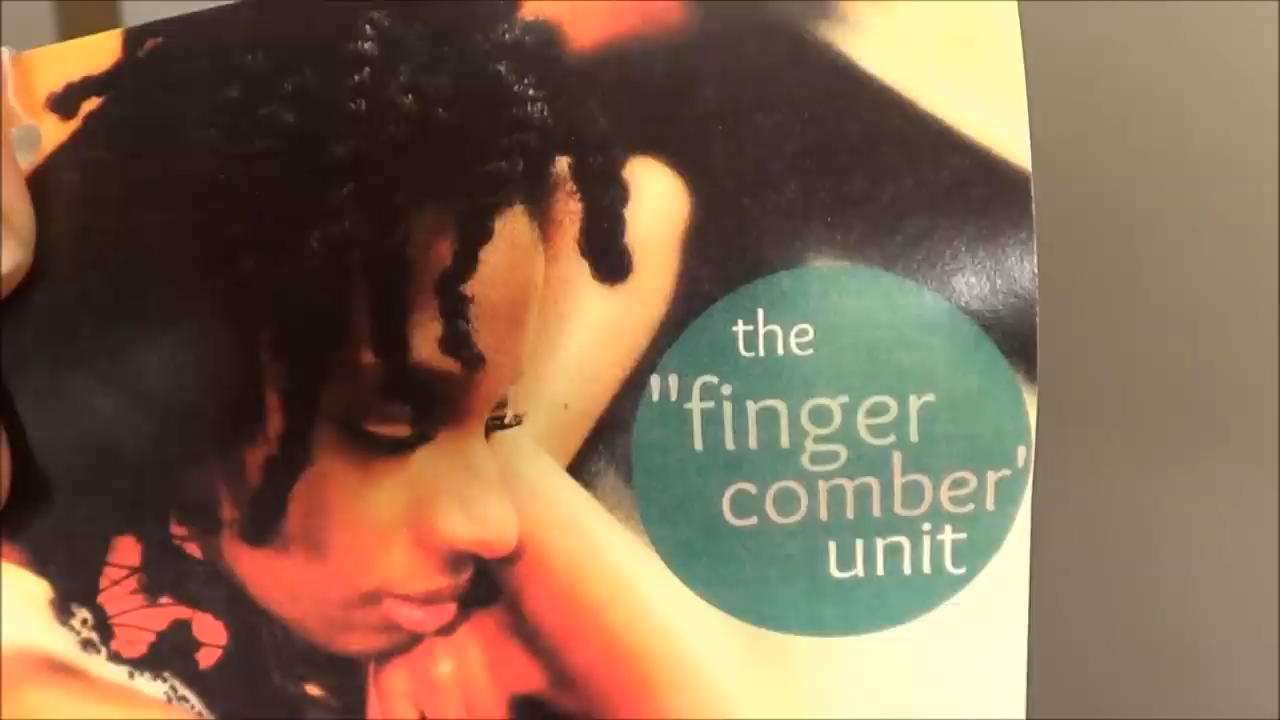 the
"finger
comber'
unit